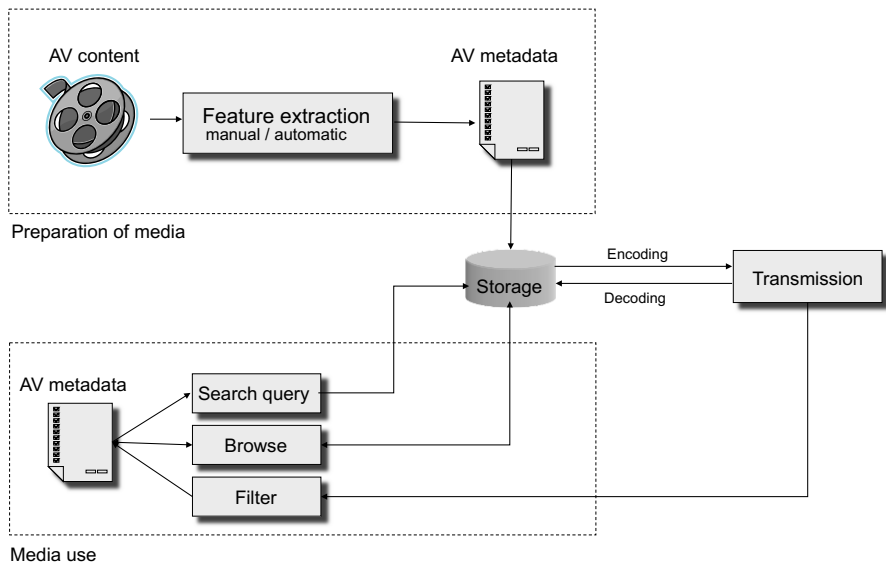 AV content
AV metadata
Feature extraction
manual / automatic
Preparation of media
Encoding
Storage
Transmission
Decoding
AV metadata
Search query
Browse
Filter
Media use